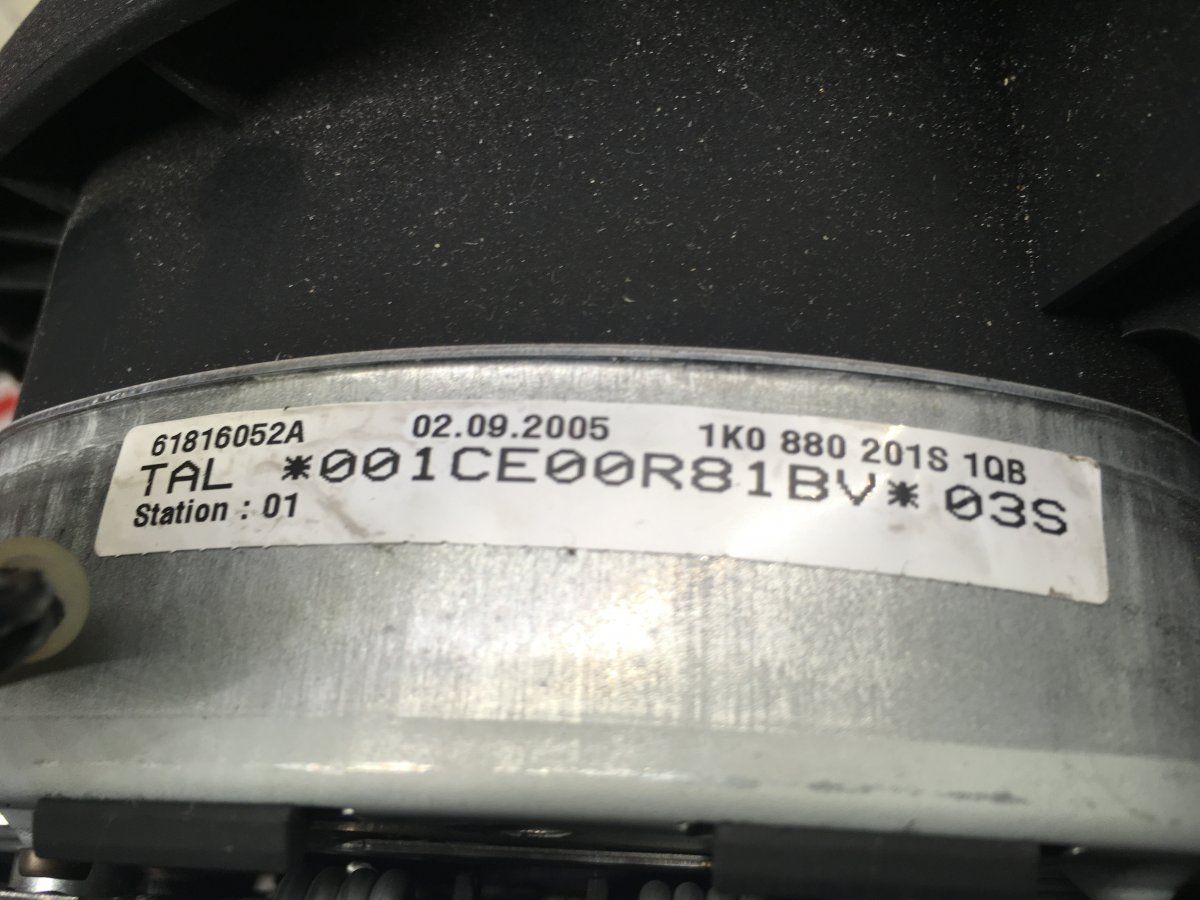 61816052A 02.09.2005 1K0 880 201S 1QB
TAL *001CE00R81BV* 03S
Station : 01